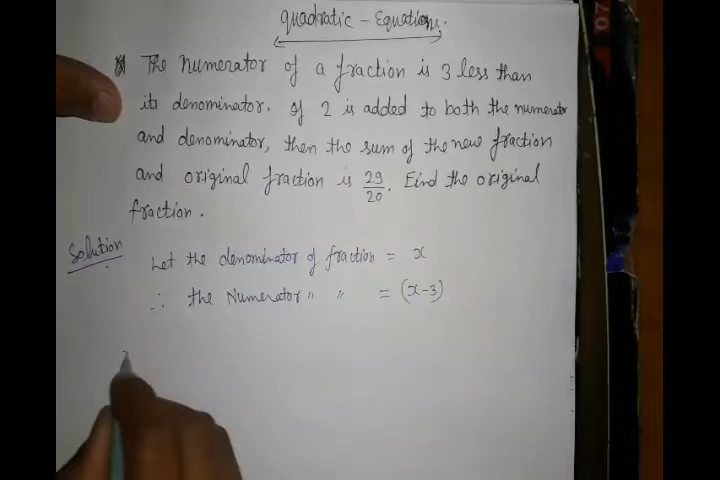 Quadratic - Equations.
The Numerator of a fraction is 3 less than
its denominator. If 2 is added to both the numerator
and denominator, then the sum of the new fraction
and original fraction is 29/20. Find the original
fraction.
Solution Let the denominator of fraction = x
∴ the Numerator " " = (x-3)